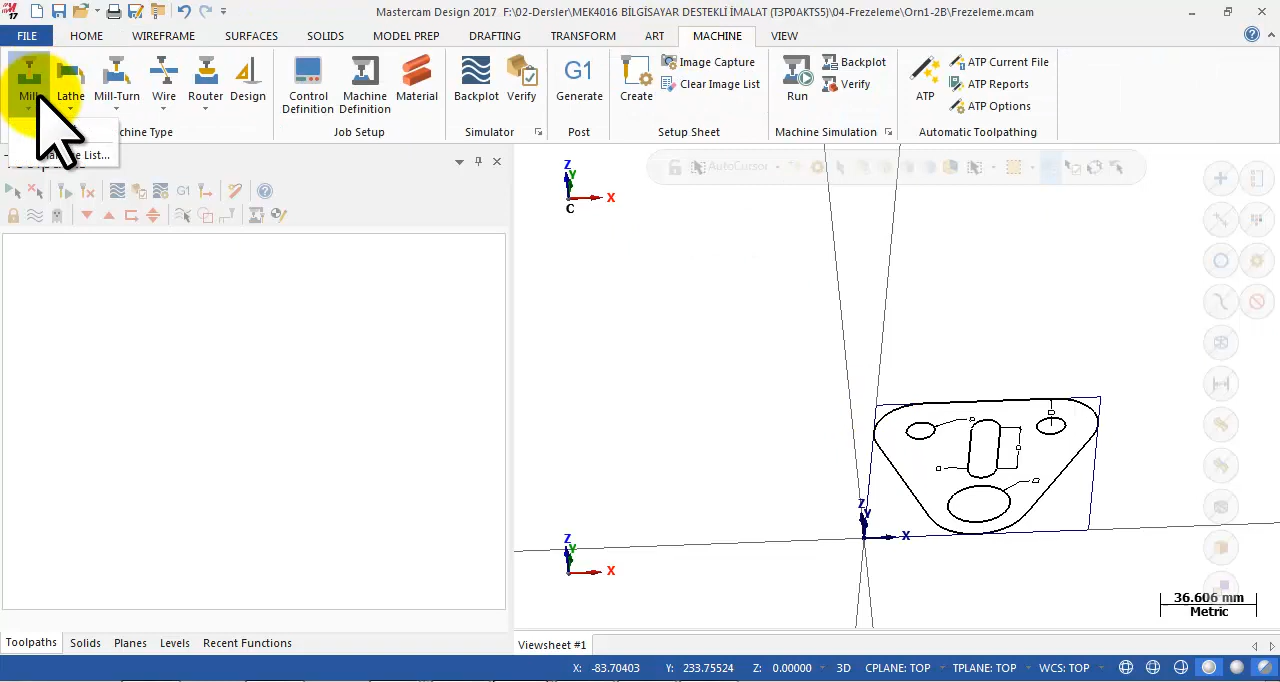 Mastercam Design 2017 F:\02-Dersler\MEK4016 BİLGİSAYAR DESTEKLİ İMALAT (T3P0AKTS5)\04-Frezeleme\Orn1-2B\Frezeleme.mcam
FILE HOME WIREFRAME SURFACES SOLIDS MODEL PREP DRAFTING TRANSFORM ART MACHINE VIEW
Mill Lathe Mill-Turn Wire Router Design
Control Definition Machine Definition Material
Backplot Verify
G1 Generate
Create Image Capture
Clear Image List
Run Backplot
Verify
ATP ATP Current File
ATP Reports
ATP Options
Job Setup Simulator Post Setup Sheet Machine Simulation Automatic Toolpathing
List...
AutoCursor
G1
Z
Y
X
C
Z
Y
X
Z
Y
X
36.606 mm
Metric
Toolpaths Solids Planes Levels Recent Functions
Viewsheet #1
X: -83.70403 Y: 233.75524 Z: 0.00000 3D CPLANE: TOP TPLANE: TOP WCS: TOP